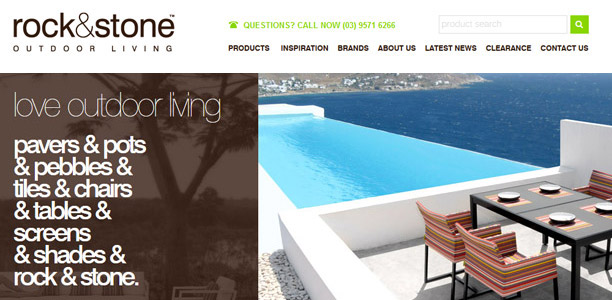 rock&stone™
OUTDOOR LIVING
QUESTIONS? CALL NOW (03) 9571 6266
product search
PRODUCTS INSPIRATION BRANDS ABOUT US LATEST NEWS CLEARANCE CONTACT US
love outdoor living
pavers & pots
& pebbles &
tiles & chairs
& tables &
screens
& shades &
rock & stone.